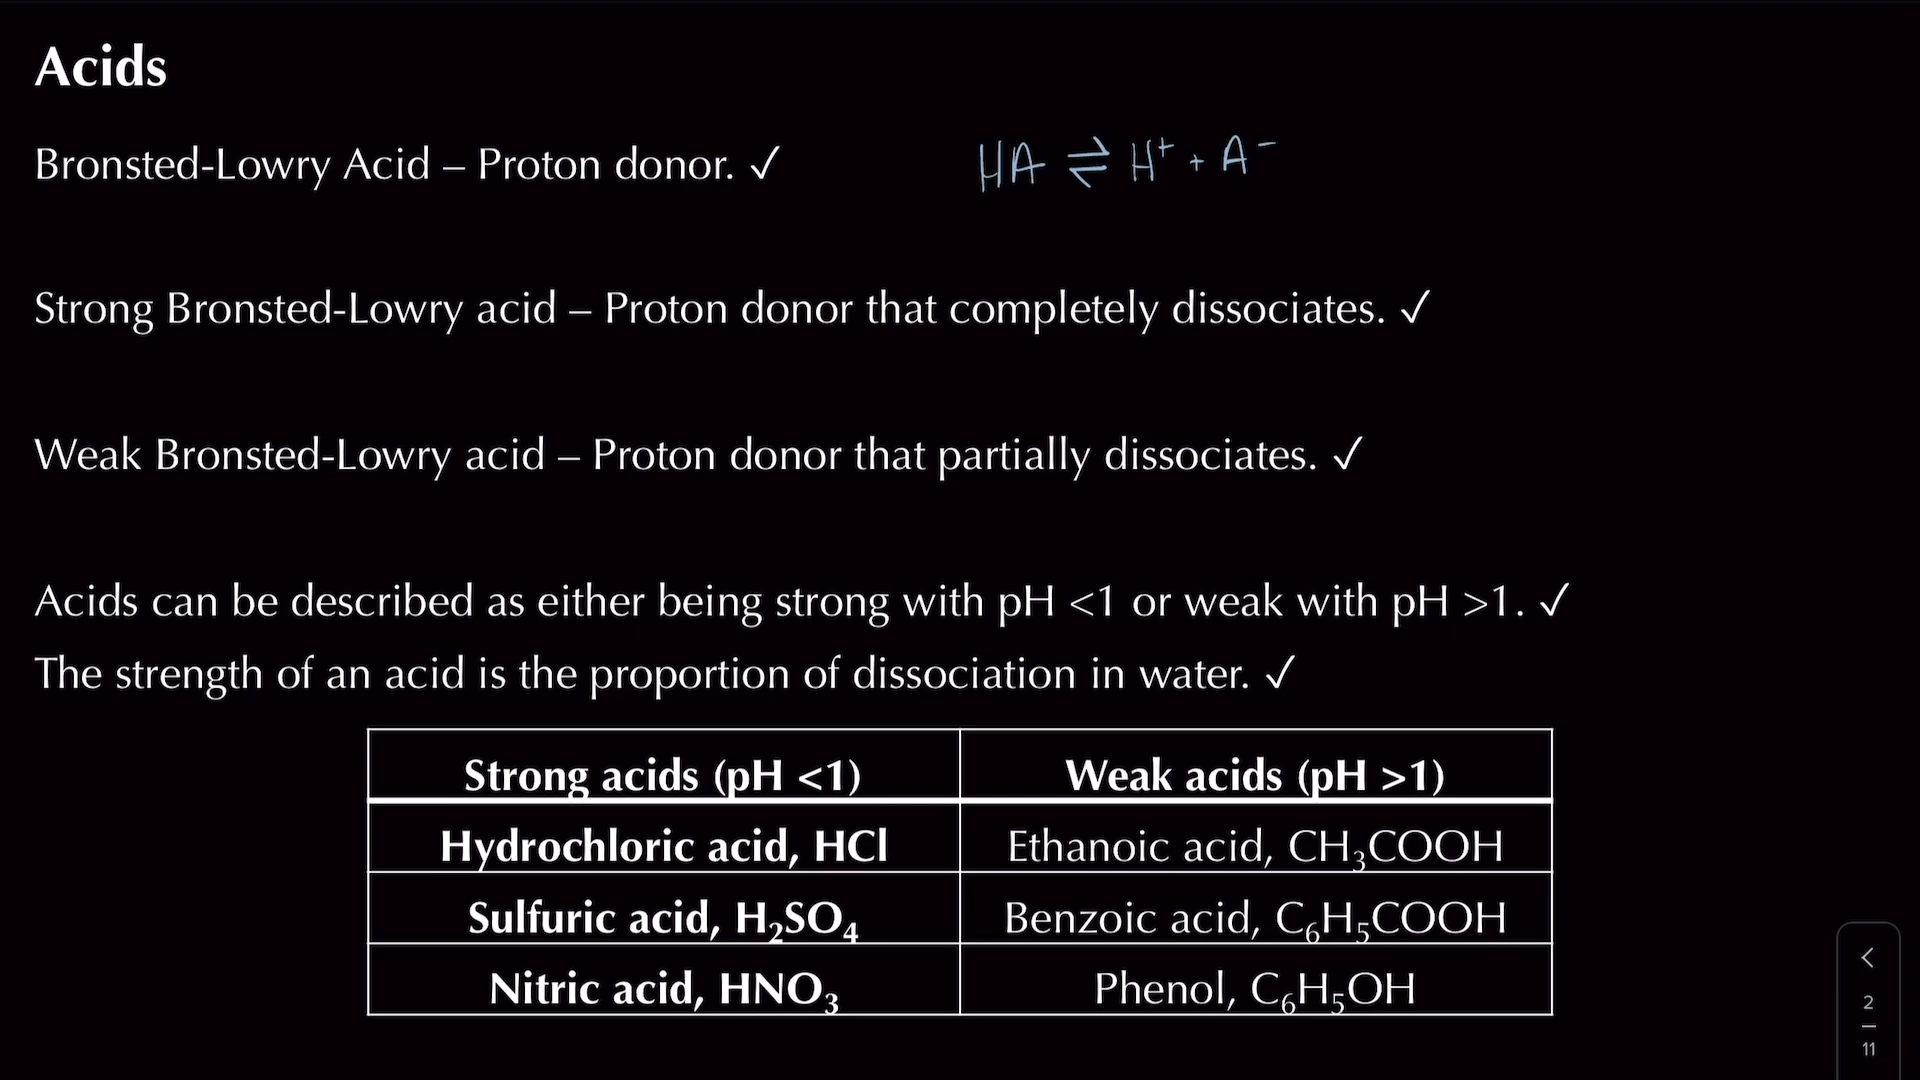 Acids
Bronsted-Lowry Acid – Proton donor. ✓
HA ⇌ H⁺ + A⁻
Strong Bronsted-Lowry acid – Proton donor that completely dissociates. ✓
Weak Bronsted-Lowry acid – Proton donor that partially dissociates. ✓
Acids can be described as either being strong with pH <1 or weak with pH >1. ✓
The strength of an acid is the proportion of dissociation in water. ✓
Strong acids (pH <1) Weak acids (pH >1)
Hydrochloric acid, HCl Ethanoic acid, CH₃COOH
Sulfuric acid, H₂SO₄ Benzoic acid, C₆H₅COOH
Nitric acid, HNO₃ Phenol, C₆H₅OH
<
2
11